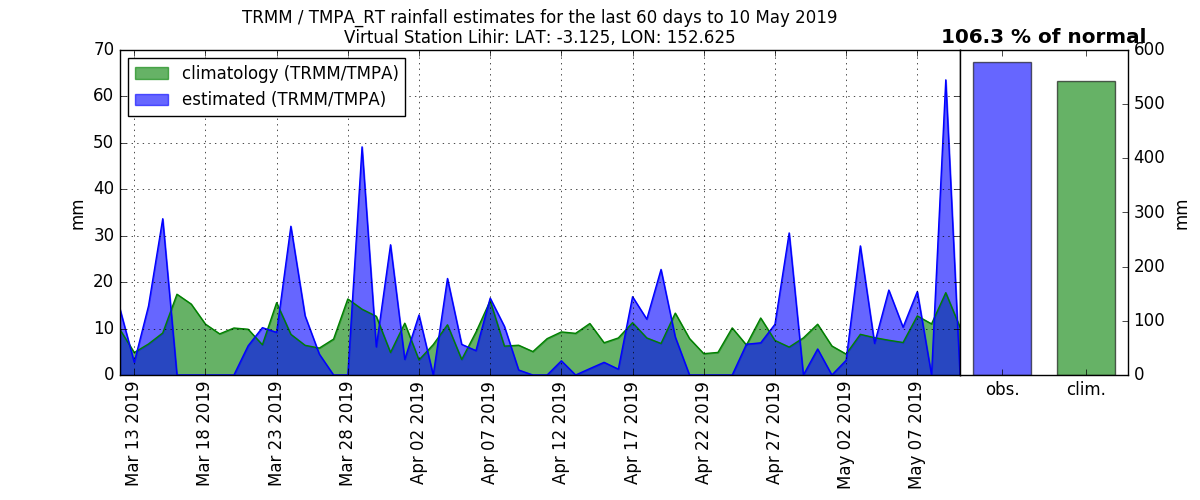 TRMM / TMPA_RT rainfall estimates for the last 60 days to 10 May 2019
Virtual Station Lihir: LAT: -3.125, LON: 152.625
106.3 % of normal
climatology (TRMM/TMPA)
estimated (TRMM/TMPA)
mm
70
60
50
40
30
20
10
0
Mar 13 2019
Mar 18 2019
Mar 23 2019
Mar 28 2019
Apr 02 2019
Apr 07 2019
Apr 12 2019
Apr 17 2019
Apr 22 2019
Apr 27 2019
May 02 2019
May 07 2019
obs.
clim.
600
500
400
300
200
100
0
mm